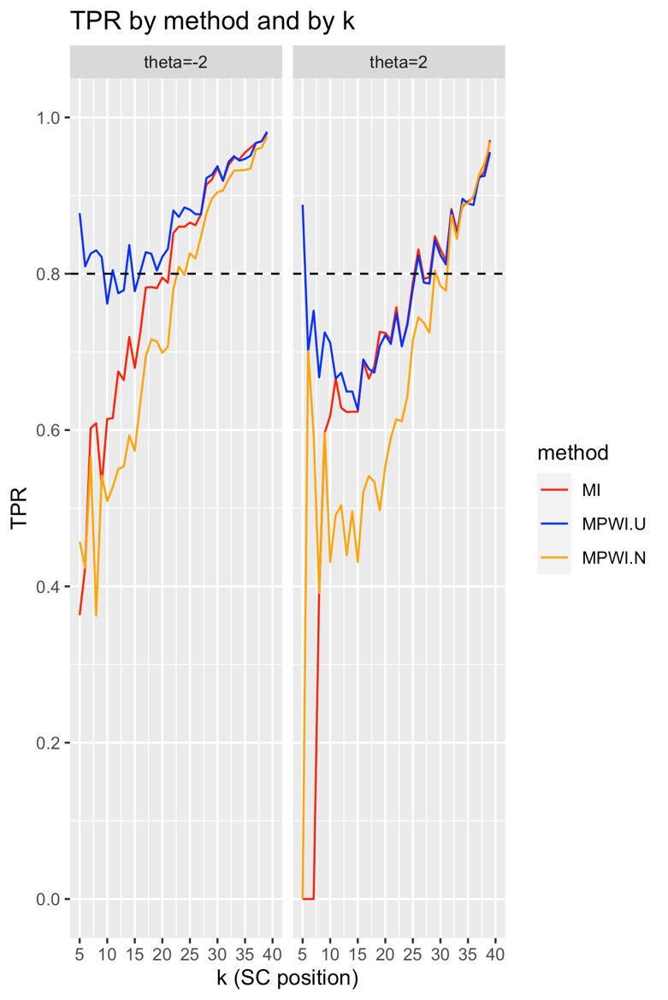 TPR by method and by k
theta=-2 theta=2
1.0
0.8
0.6
0.4
0.2
0.0
TPR
5 10 15 20 25 30 35 40 5 10 15 20 25 30 35 40
k (SC position)
method
MI
MPWI.U
MPWI.N